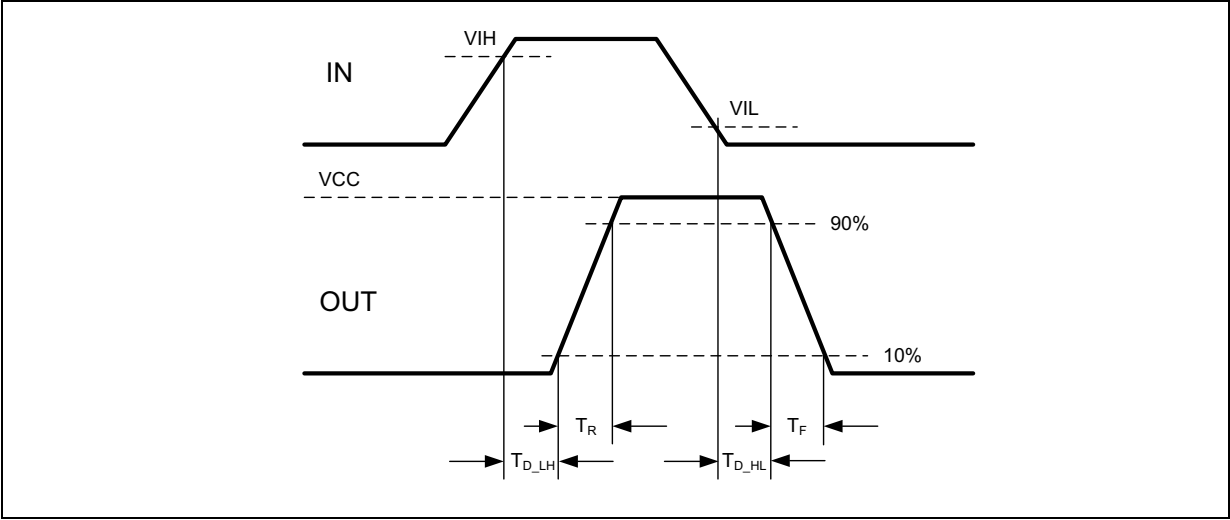 VIH
IN
VIL
VCC
90%
OUT
10%
TR
TF
TD_LH
TD_HL